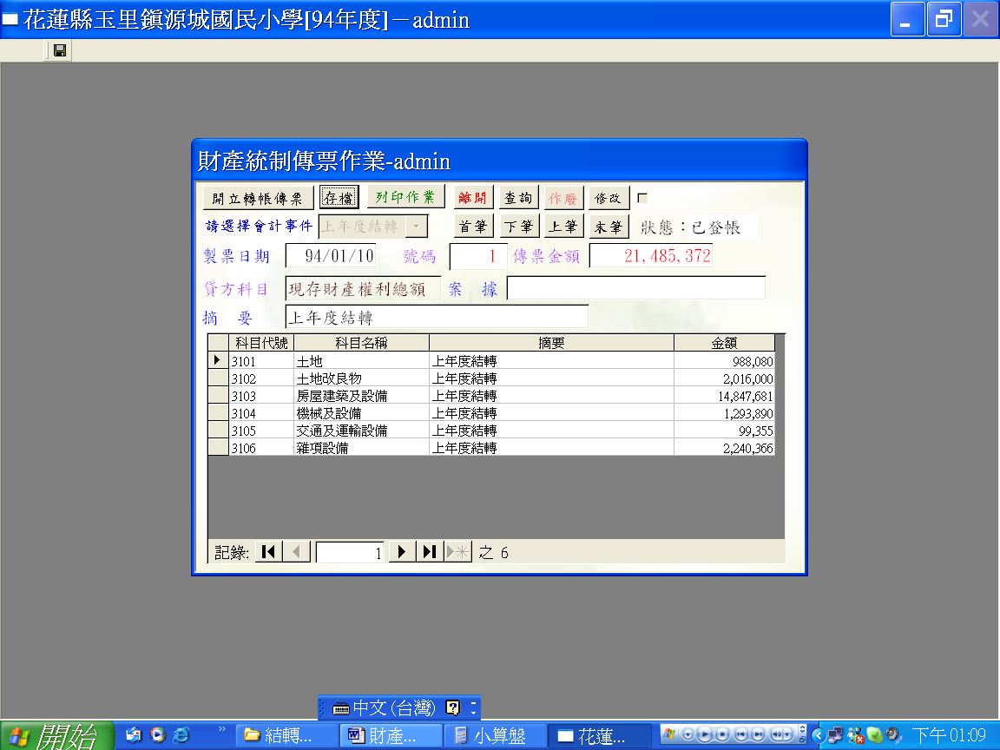 花蓮縣玉里鎮源城國民小學[94年度]－admin
財產統制傳票作業-admin
開立轉帳傳票 存檔 列印作業 離開 查詢 作廢 修改
請選擇會計事件 上年度結轉 首筆 下筆 上筆 末筆 狀態：已登帳
製票日期 94/01/10 號碼 1 傳票金額 21,485,372
貸方科目 現存財產權利總額 案 據
摘 要 上年度結轉
科目代號 科目名稱 摘要 金額
3101 土地 上年度結轉 988,080
3102 土地改良物 上年度結轉 2,016,000
3103 房屋建築及設備 上年度結轉 14,847,681
3104 機械及設備 上年度結轉 1,293,890
3105 交通及運輸設備 上年度結轉 99,355
3106 雜項設備 上年度結轉 2,240,366
記錄: 1 之 6
中文(台灣)
開始 結轉... 財產... 小算盤 花蓮... 下午 01:09